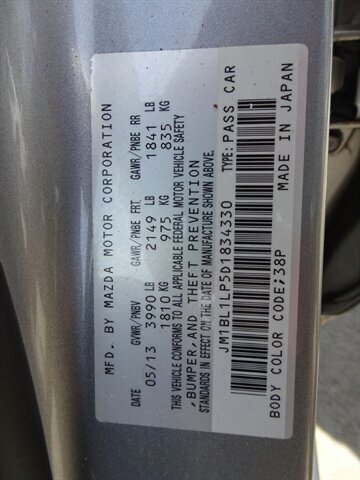 MFD. BY MAZDA MOTOR CORPORATION
DATE GVWR/PNBV GAWR/PNBE FRT. GAWR/PNBE RR
05/13 3990 LB 2149 LB 1841 LB
1810 KG 975 KG 835 KG
THIS VEHICLE CONFORMS TO ALL APPLICABLE FEDERAL MOTOR VEHICLE SAFETY
,BUMPER,AND THEFT PREVENTION
STANDARDS IN EFFECT ON THE DATE OF MANUFACTURE SHOWN ABOVE.
JM1BL1LP5D1834330 TYPE: PASS CAR
BODY COLOR CODE;38P MADE IN JAPAN